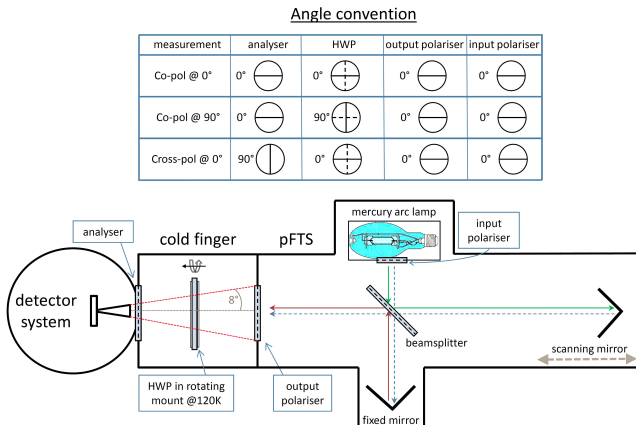 Angle convention
measurement analyser HWP output polariser input polariser
Co-pol @ 0° 0° 0° 0° 0°
Co-pol @ 90° 0° 90° 0° 0°
Cross-pol @ 0° 90° 0° 0° 0°
mercury arc lamp
analyser
cold finger
pFTS
input
polariser
detector
system
8°
beamsplitter
scanning mirror
HWP in rotating
mount @120K
output
polariser
fixed mirror